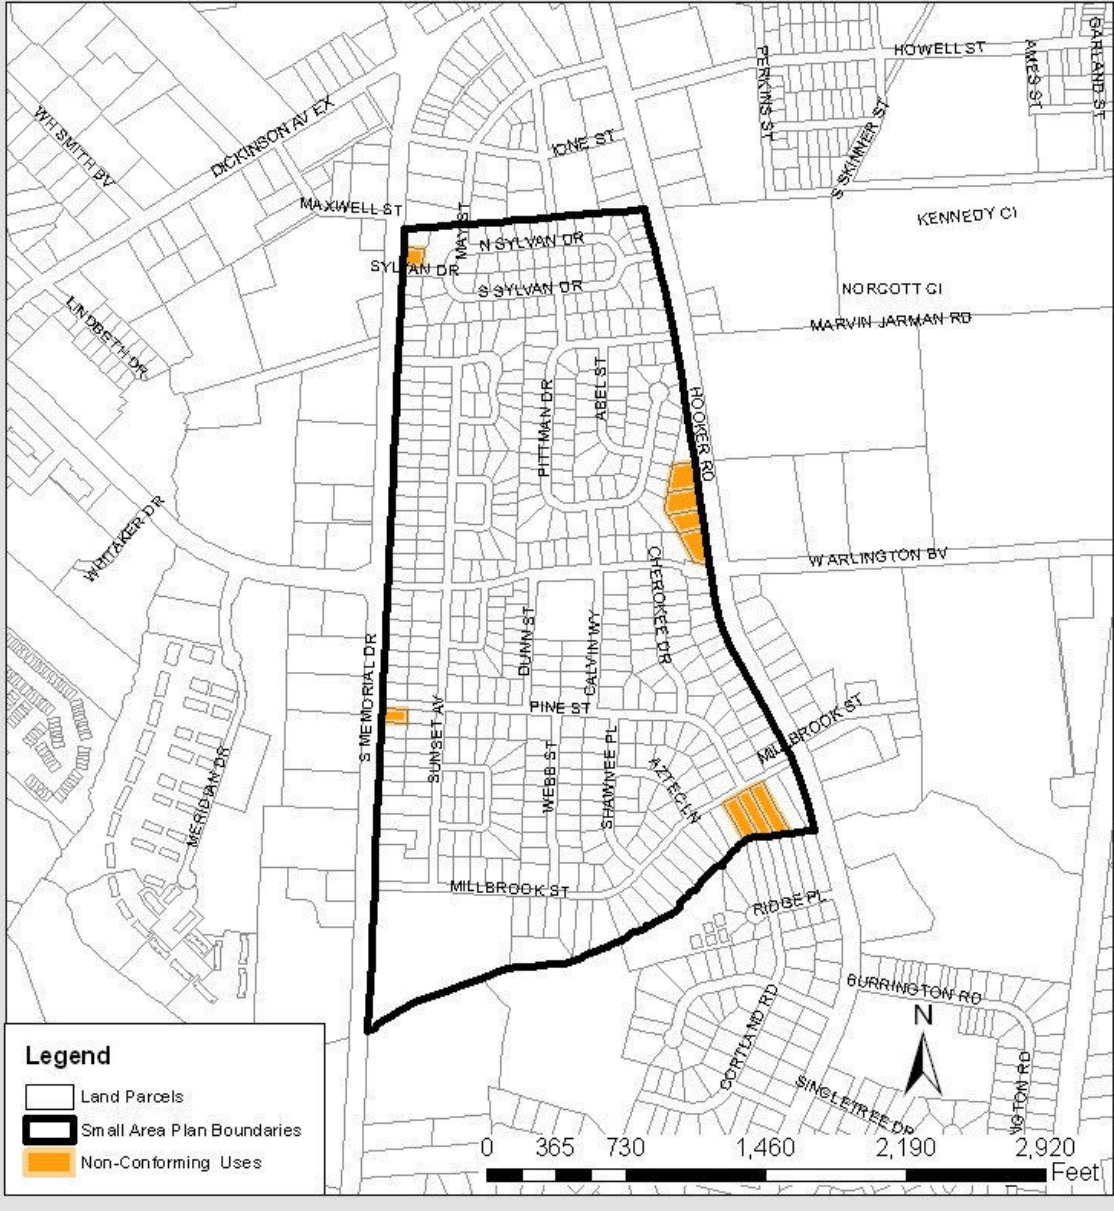 HOWELL ST
GARLAND ST
AMES ST
PERKINS ST
WH SMITH BV
DICKINSON AV EX
IONE ST
S SKINNER ST
MAXWELL ST
MAY ST
KENNEDY CI
N SYLVAN DR
SYLVAN DR
S SYLVAN DR
NORCOTT CI
MARVIN JARMAN RD
LINDBETH DR
ABEL ST
PITTMAN DR
HOOKER RD
WHITAKER DR
W ARLINGTON BV
CHEROKEE DR
DUNN ST
CALVIN WY
S MEMORIAL DR
PINE ST
SUNSET AV
MILLBROOK ST
MERIDIAN DR
WEBB ST
SHAWNEE PL
AZTEC LN
MILLBROOK ST
RIDGE PL
BURRINGTON RD
CORTLAND RD
SINGLETREE DR
NGTON RD
N
Legend
Land Parcels
Small Area Plan Boundaries
Non-Conforming Uses
0 365 730 1,460 2,190 2,920
Feet